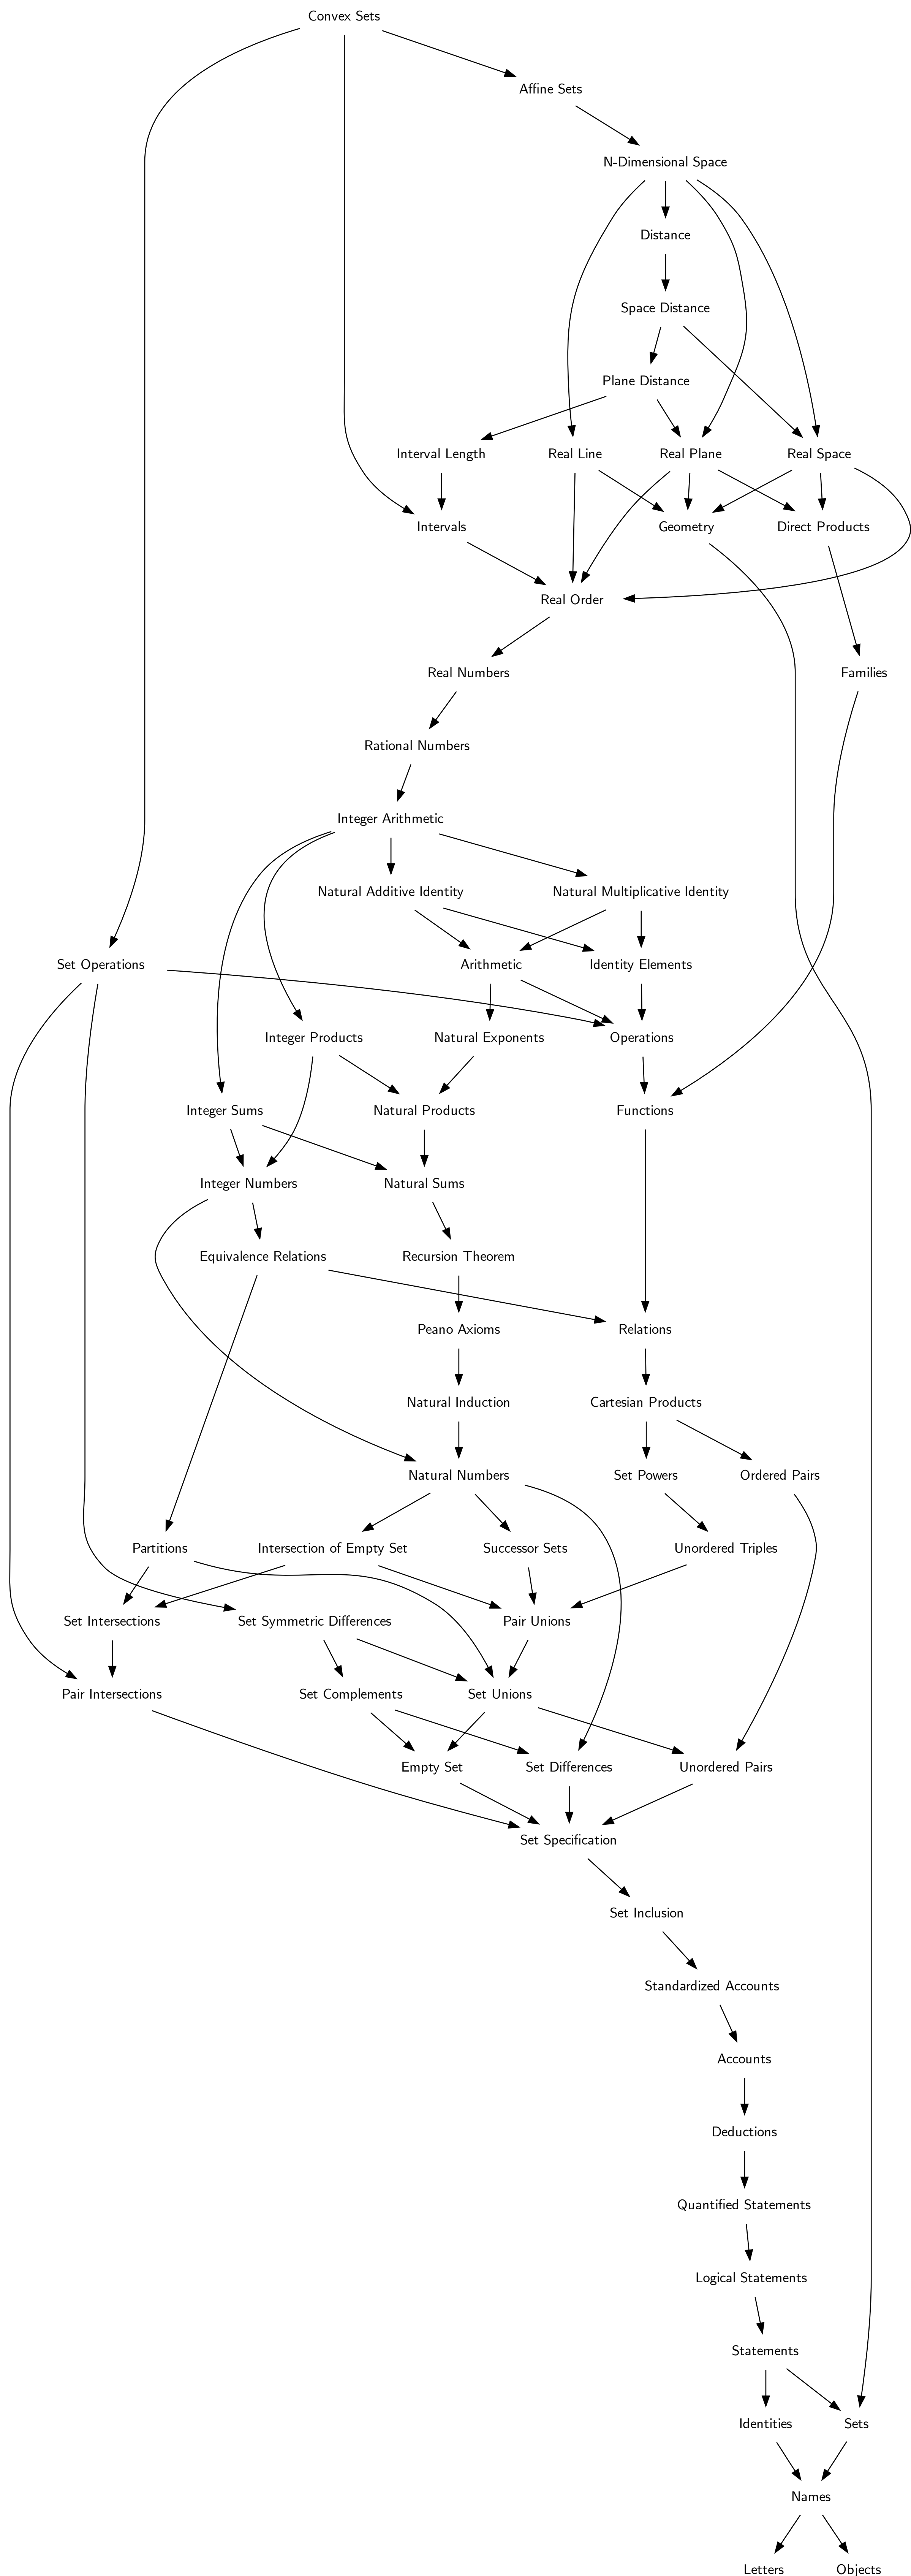 Convex Sets
Affine Sets
N-Dimensional Space
Distance
Space Distance
Plane Distance
Interval Length
Real Line
Real Plane
Real Space
Intervals
Geometry
Direct Products
Real Order
Real Numbers
Families
Rational Numbers
Integer Arithmetic
Natural Additive Identity
Natural Multiplicative Identity
Set Operations
Arithmetic
Identity Elements
Integer Products
Natural Exponents
Operations
Integer Sums
Natural Products
Functions
Integer Numbers
Natural Sums
Equivalence Relations
Recursion Theorem
Peano Axioms
Relations
Natural Induction
Cartesian Products
Natural Numbers
Set Powers
Ordered Pairs
Partitions
Intersection of Empty Set
Successor Sets
Unordered Triples
Set Intersections
Set Symmetric Differences
Pair Unions
Pair Intersections
Set Complements
Set Unions
Empty Set
Set Differences
Unordered Pairs
Set Specification
Set Inclusion
Standardized Accounts
Accounts
Deductions
Quantified Statements
Logical Statements
Statements
Identities
Sets
Names
Letters
Objects